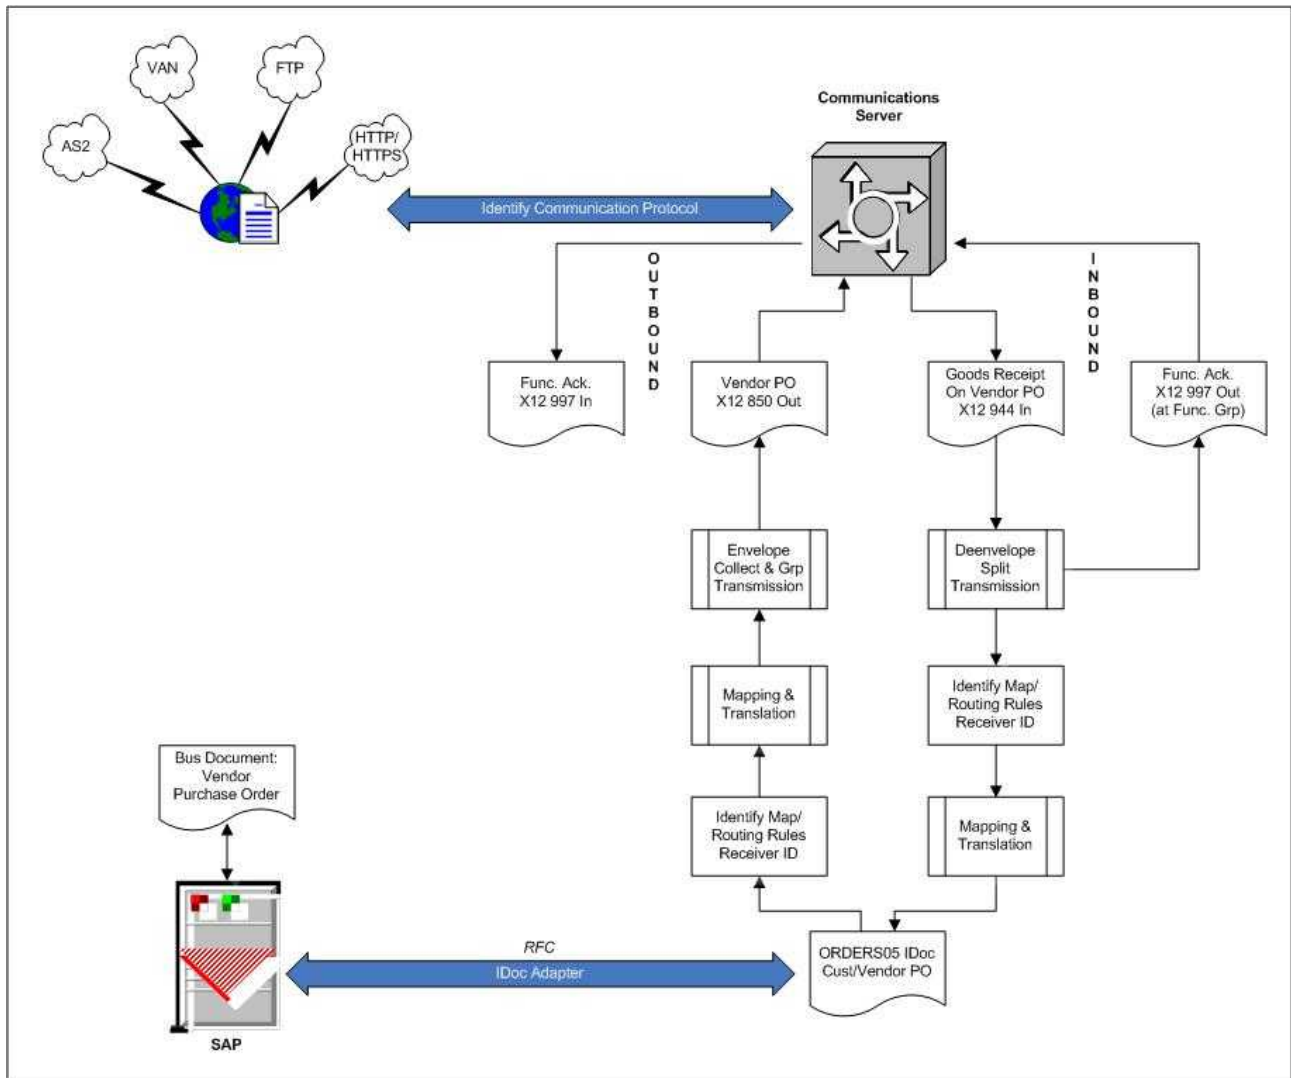 VAN
FTP
AS2
HTTP/
HTTPS
Communications
Server
Identify Communication Protocol
OUTBOUND
INBOUND
Func. Ack.
X12 997 In
Vendor PO
X12 850 Out
Goods Receipt
On Vendor PO
X12 944 In
Func. Ack.
X12 997 Out
(at Func. Grp)
Envelope
Collect & Grp
Transmission
Deenvelope
Split
Transmission
Mapping &
Translation
Identify Map/
Routing Rules
Receiver ID
Bus Document:
Vendor
Purchase Order
Identify Map/
Routing Rules
Receiver ID
Mapping &
Translation
RFC
IDoc Adapter
ORDERS05 IDoc
Cust/Vendor PO
SAP